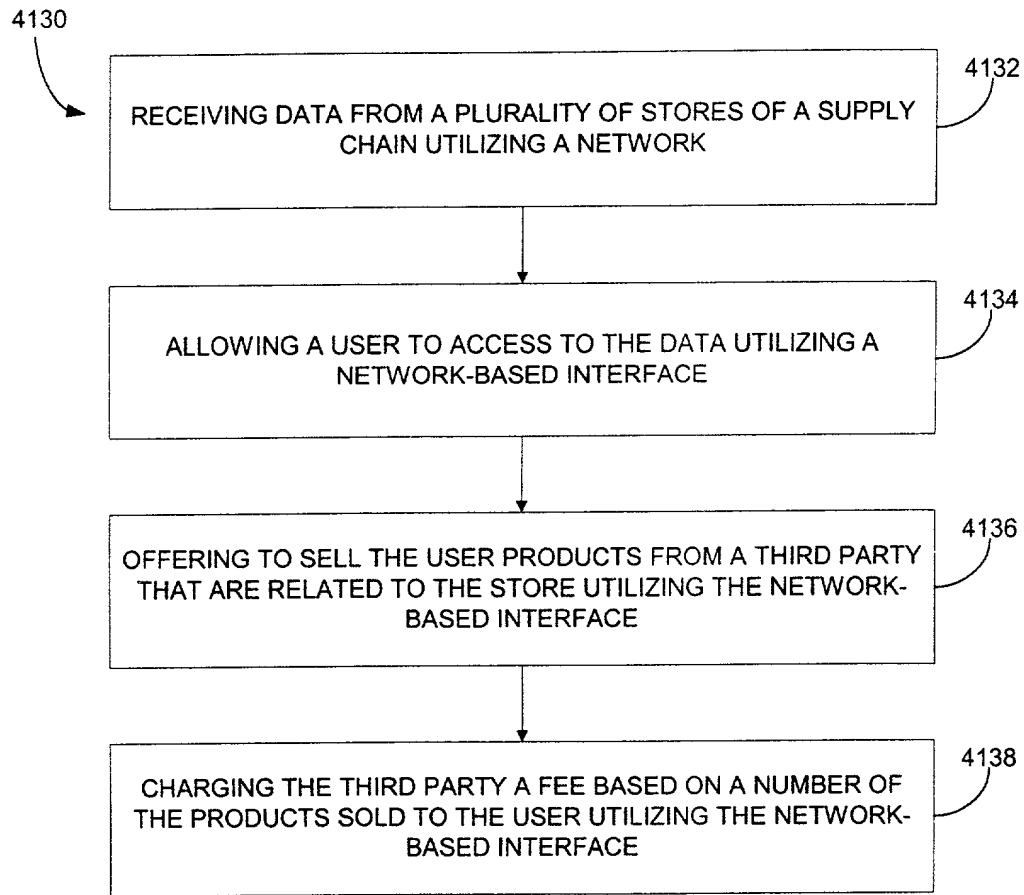 4130
4132
RECEIVING DATA FROM A PLURALITY OF STORES OF A SUPPLY
CHAIN UTILIZING A NETWORK
4134
ALLOWING A USER TO ACCESS TO THE DATA UTILIZING A
NETWORK-BASED INTERFACE
4136
OFFERING TO SELL THE USER PRODUCTS FROM A THIRD PARTY
THAT ARE RELATED TO THE STORE UTILIZING THE NETWORK-
BASED INTERFACE
4138
CHARGING THE THIRD PARTY A FEE BASED ON A NUMBER OF
THE PRODUCTS SOLD TO THE USER UTILIZING THE NETWORK-
BASED INTERFACE